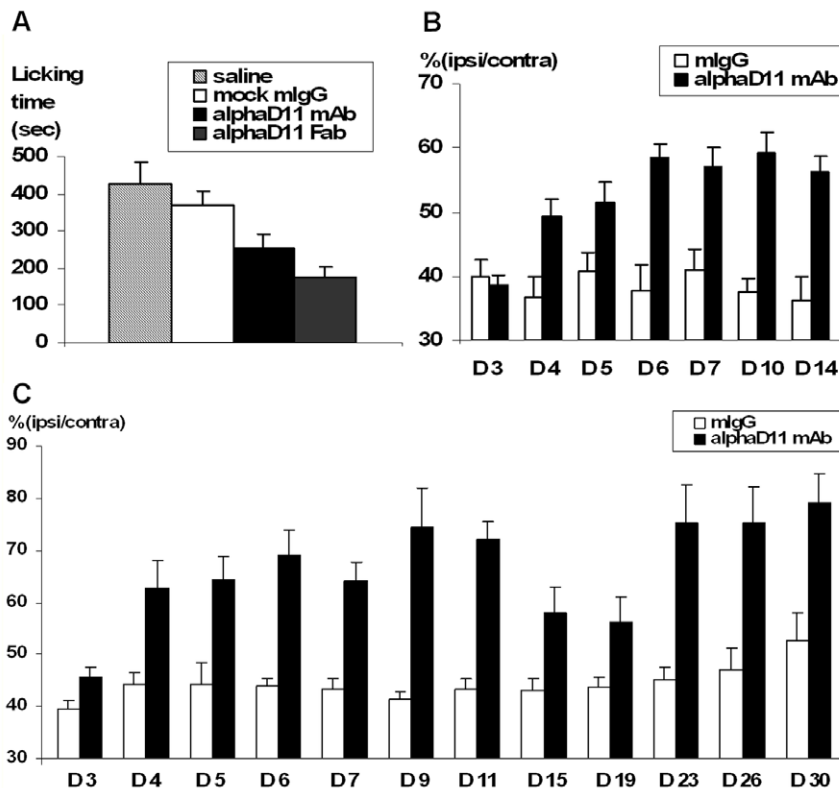 A
Licking
time
(sec)
saline
mock mIgG
alphaD11 mAb
alphaD11 Fab
500
400
300
200
100
0
B
%(ipsi/contra)
mIgG
alphaD11 mAb
70
60
50
40
30
D3 D4 D5 D6 D7 D10 D14
C
%(ipsi/contra)
mIgG
alphaD11 mAb
90
80
70
60
50
40
30
D3 D4 D5 D6 D7 D9 D11 D15 D19 D23 D26 D30